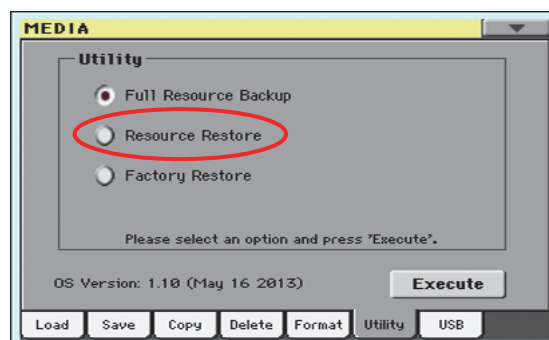 MEDIA
Utility
Full Resource Backup
Resource Restore
Factory Restore
Please select an option and press 'Execute'.
OS Version: 1.10 (May 16 2013)
Execute
Load Save Copy Delete Format Utility USB